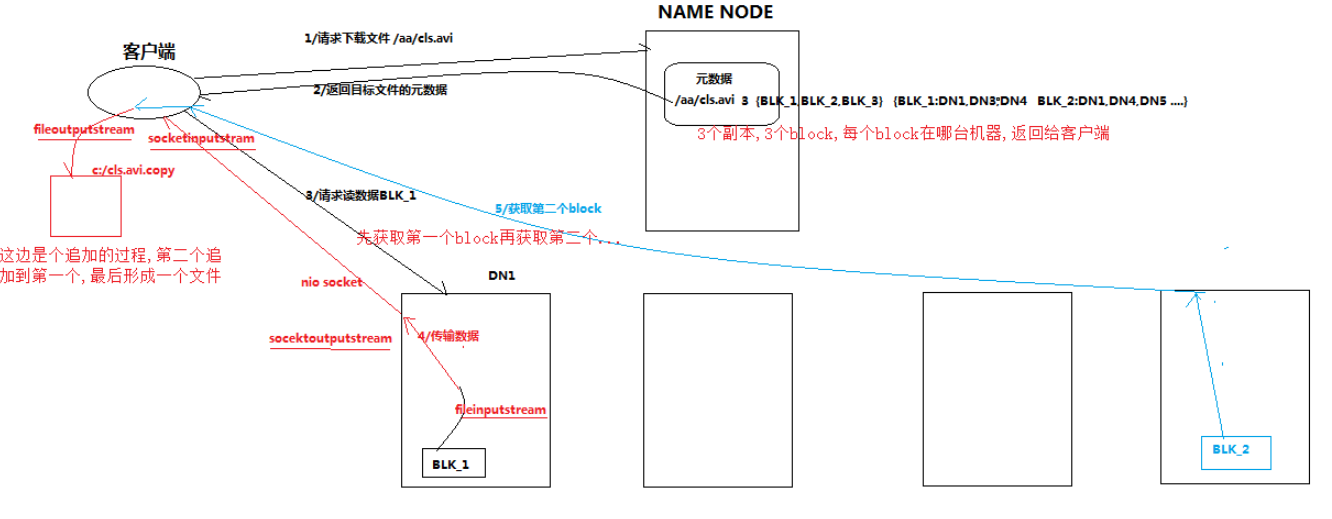 NAME NODE
1/请求下载文件 /aa/cls.avi
客户端
元数据
2/返回目标文件的元数据
/aa/cls.avi 3 {BLK_1,BLK_2,BLK_3} {BLK_1:DN1,DN3,DN4 BLK_2:DN1,DN4,DN5 ....}
3个副本,3个block,每个block在哪台机器,返回给客户端
fileoutputstream
socketinputstram
c:/cls.avi.copy
3/请求读数据BLK_1
5/获取第二个block
先获取第一个block再获取第二个...
这边是个追加的过程,第二个追
加到第一个,最后形成一个文件
nio socket
DN1
socektoutputstream
4/传输数据
fileinputstream
BLK_1
BLK_2